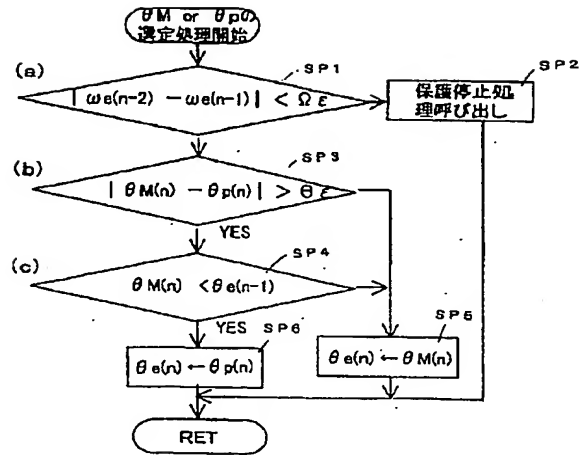 θM or θpの
選定処理開始
(a)
SP1
| ωe(n-2) - ωe(n-1) | < Ωε
SP2
保護停止処
理呼び出し
(b)
SP3
| θM(n) - θp(n) | > Θε
YES
(c)
SP4
θM(n) < θe(n-1)
YES
SP6
θe(n) ← θp(n)
SP5
θe(n) ← θM(n)
RET